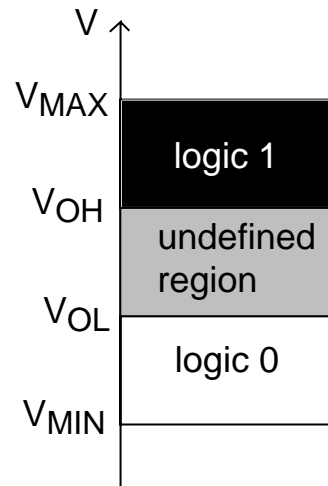 V
VMAX
logic 1
VOH
undefined
region
VOL
logic 0
VMIN